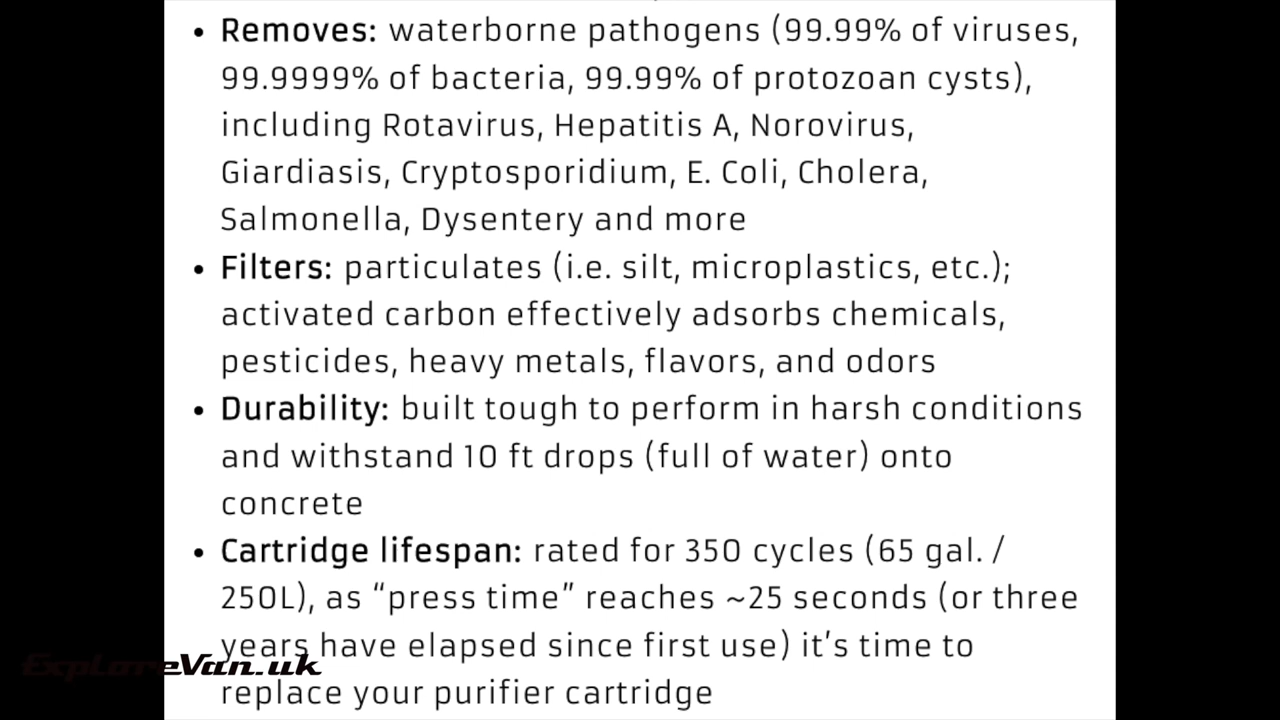 • Removes: waterborne pathogens (99.99% of viruses,
99.9999% of bacteria, 99.99% of protozoan cysts),
including Rotavirus, Hepatitis A, Norovirus,
Giardiasis, Cryptosporidium, E. Coli, Cholera,
Salmonella, Dysentery and more
• Filters: particulates (i.e. silt, microplastics, etc.);
activated carbon effectively adsorbs chemicals,
pesticides, heavy metals, flavors, and odors
• Durability: built tough to perform in harsh conditions
and withstand 10 ft drops (full of water) onto
concrete
• Cartridge lifespan: rated for 350 cycles (65 gal. /
250L), as “press time” reaches ~25 seconds (or three
years have elapsed since first use) it’s time to
replace your purifier cartridge
ExploreVan.uk